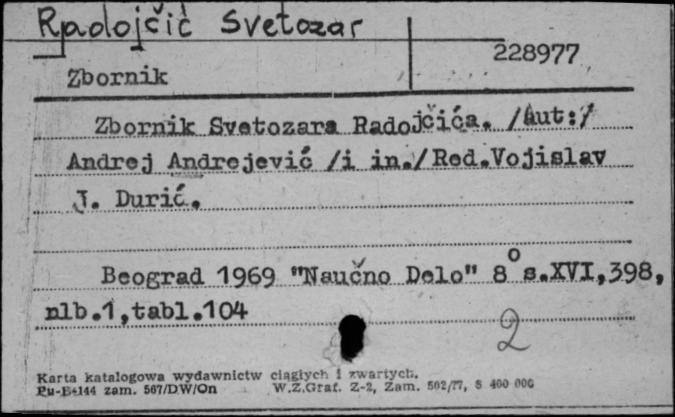 Radojčić Svetozar
228977
Zbornik
Zbornik Svetozara Radojčića. /Aut:/
Andrej Andrejević /i in./Red.Vojislav
J. Durić.
Beograd 1969 "Naučno Delo" 8° s.XVI,398,
nlb.1,tabl.104
2
Karta katalogowa wydawnictw ciągłych i zwartych.
Pu-B-144 zam. 567/DW/On W.Z.Graf. Z-2, Zam. 502/77, S 400 000